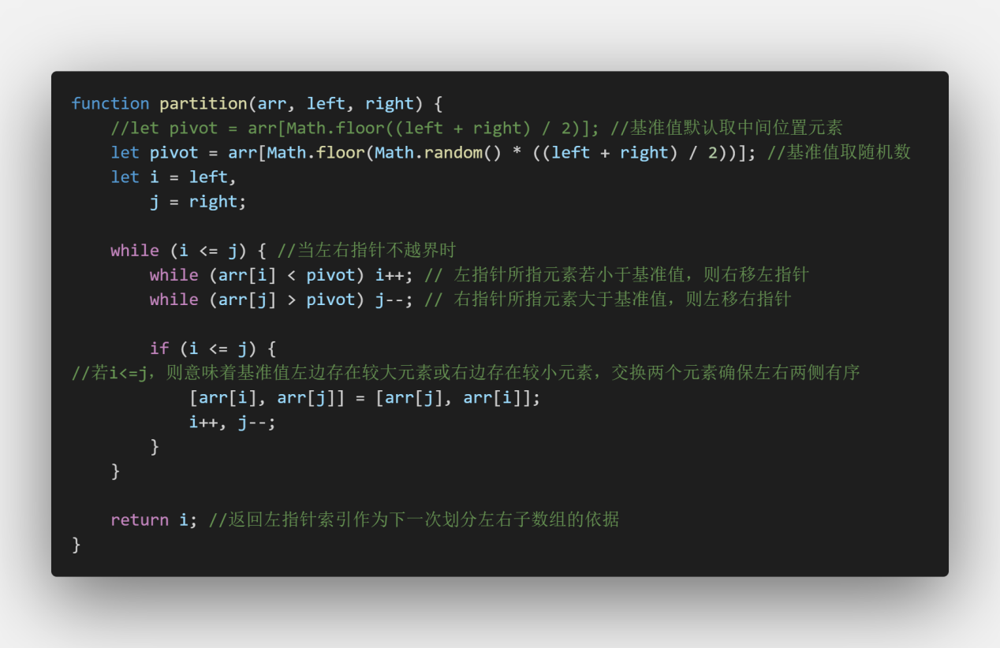 function partition(arr, left, right) {
    //let pivot = arr[Math.floor((left + right) / 2)]; //基准值默认取中间位置元素
    let pivot = arr[Math.floor(Math.random() * ((left + right) / 2))]; //基准值取随机数
    let i = left,
        j = right;
    while (i <= j) { //当左右指针不越界时
        while (arr[i] < pivot) i++; // 左指针所指元素若小于基准值，则右移左指针
        while (arr[j] > pivot) j--; // 右指针所指元素大于基准值，则左移右指针
        if (i <= j) {
//若i<=j，则意味着基准值左边存在较大元素或右边存在较小元素，交换两个元素确保左右两侧有序
            [arr[i], arr[j]] = [arr[j], arr[i]];
            i++, j--;
        }
    }
    return i; //返回左指针索引作为下一次划分左右子数组的依据
}